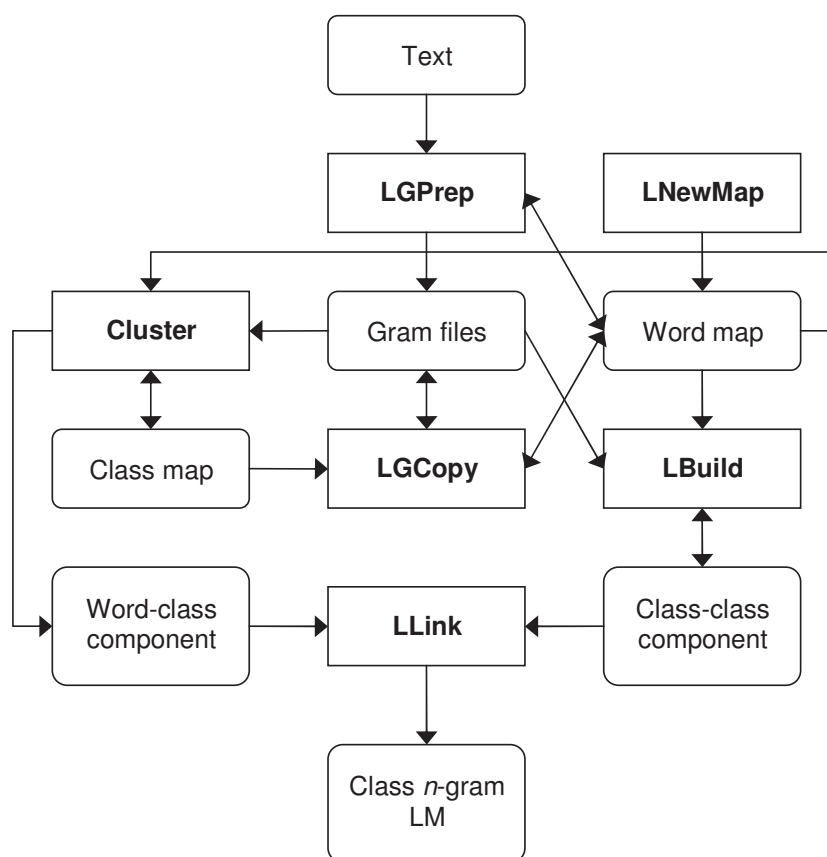 Text
LGPrep
LNewMap
Cluster
Gram files
Word map
Class map
LGCopy
LBuild
Word-class
component
LLink
Class-class
component
Class n-gram
LM